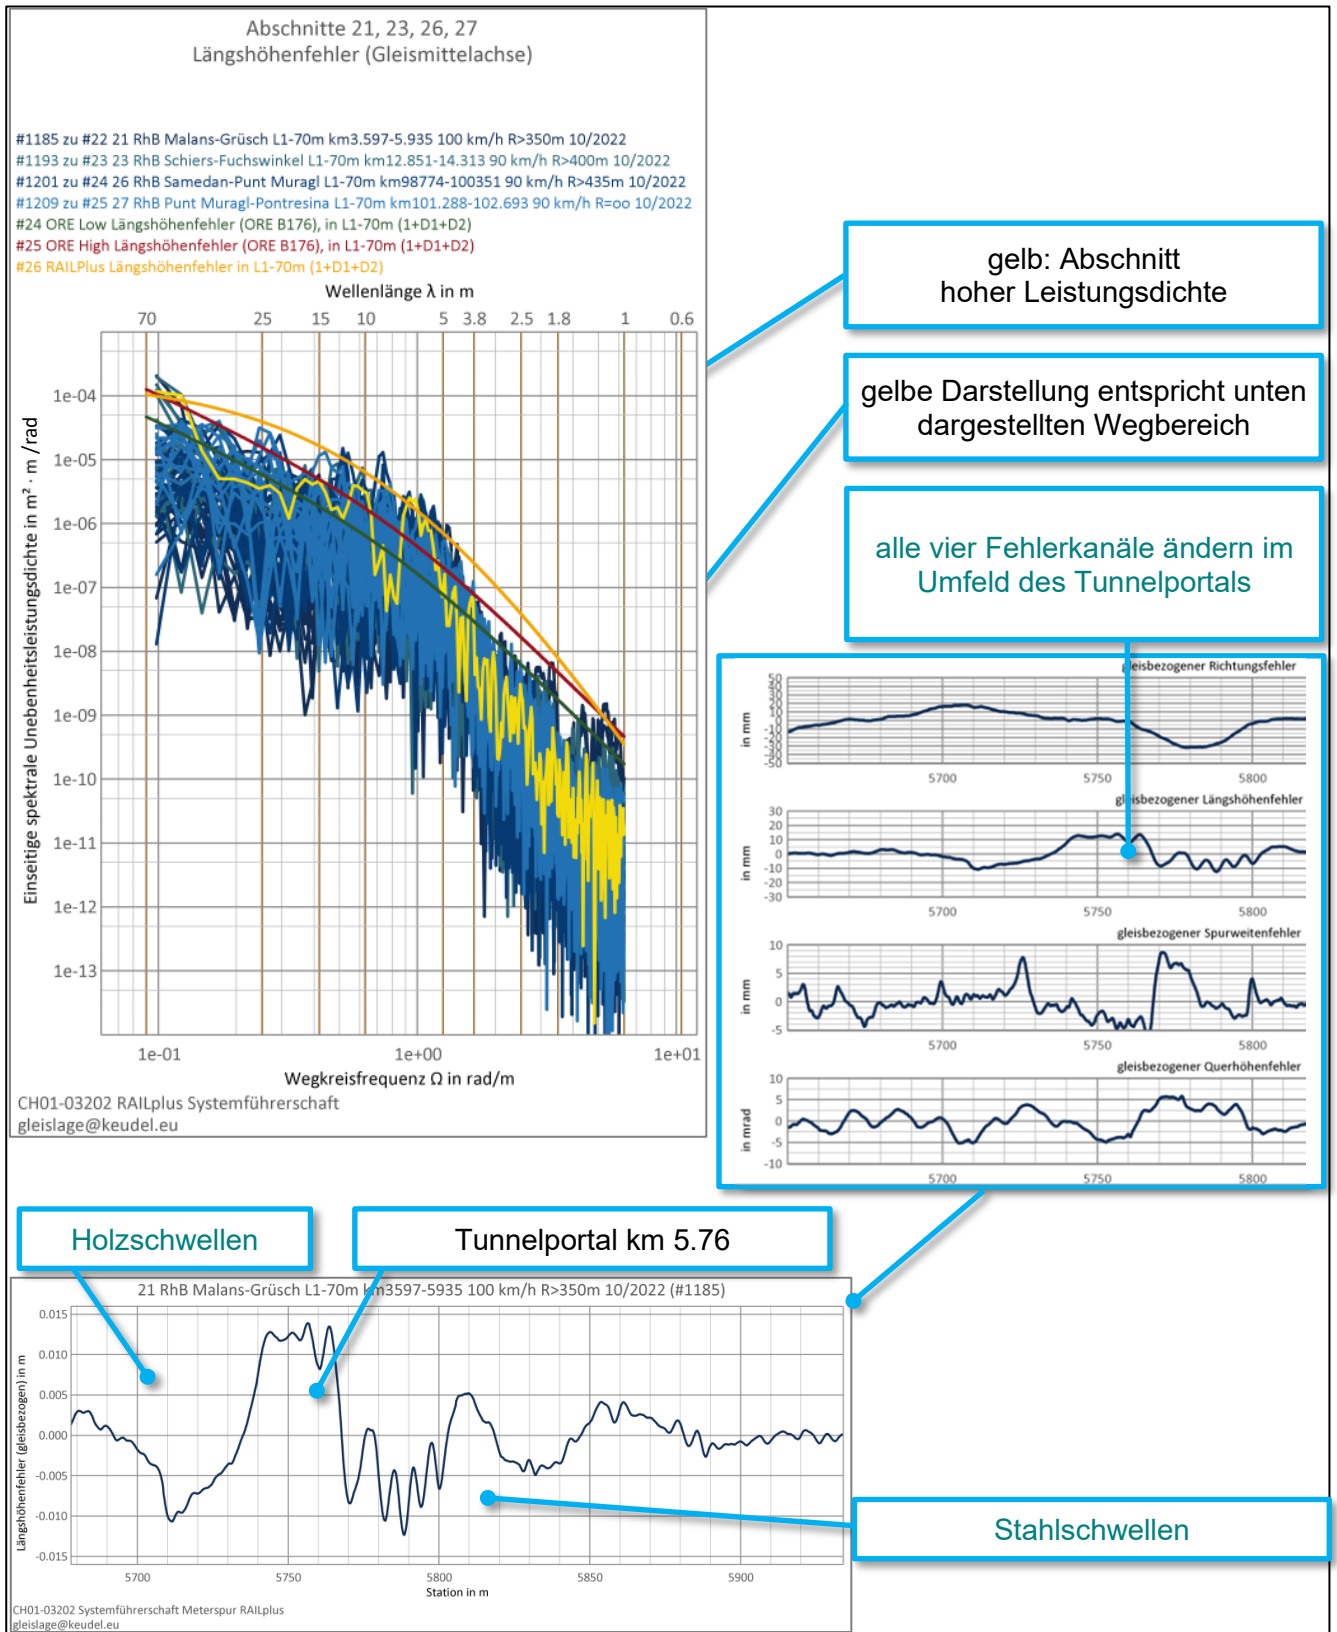 Abschnitte 21, 23, 26, 27
Längshöhenfehler (Gleismittelachse)
#1185 zu #22 21 RhB Malans-Grüsch L1-70m km3.597-5.935 100 km/h R>350m 10/2022
#1193 zu #23 23 RhB Schiers-Fuchswinkel L1-70m km12.851-14.313 90 km/h R>400m 10/2022
#1201 zu #24 26 RhB Samedan-Punt Muragl L1-70m km98774-100351 90 km/h R>435m 10/2022
#1209 zu #25 27 RhB Punt Muragl-Pontresina L1-70m km101.288-102.693 90 km/h R=oo 10/2022
#24 ORE Low Längshöhenfehler (ORE B176), in L1-70m (1+D1+D2)
#25 ORE High Längshöhenfehler (ORE B176), in L1-70m (1+D1+D2)
#26 RAILPlus Längshöhenfehler in L1-70m (1+D1+D2)
Wellenlänge λ in m
70 25 15 10 5 3.8 2.5 1.8 1 0.6
1e-04
1e-05
1e-06
1e-07
1e-08
1e-09
1e-10
1e-11
1e-12
1e-13
Einseitige spektrale Unebenheitsleistungsdichte in m² · m /rad
1e-01 1e+00 1e+01
Wegkreisfrequenz Ω in rad/m
CH01-03202 RAILplus Systemführerschaft
gleislage@keudel.eu
gelb: Abschnitt
hoher Leistungsdichte
gelbe Darstellung entspricht unten
dargestellten Wegbereich
alle vier Fehlerkanäle ändern im
Umfeld des Tunnelportals
gleisbezogener Richtungsfehler
50
40
30
20
10
0
-10
-20
-30
-40
-50
in mm
5700 5750 5800
gleisbezogener Längshöhenfehler
30
20
10
0
-10
-20
-30
in mm
5700 5750 5800
gleisbezogener Spurweitenfehler
10
5
0
-5
in mm
5700 5750 5800
gleisbezogener Querhöhenfehler
10
5
0
-5
-10
in mrad
5700 5750 5800
Holzschwellen
Tunnelportal km 5.76
21 RhB Malans-Grüsch L1-70m km3597-5935 100 km/h R>350m 10/2022 (#1185)
0.015
0.010
0.005
0.000
-0.005
-0.010
-0.015
Längshöhenfehler (gleisbezogen) in m
5700 5750 5800 5850 5900
Station in m
Stahlschwellen
CH01-03202 Systemführerschaft Meterspur RAILplus
gleislage@keudel.eu